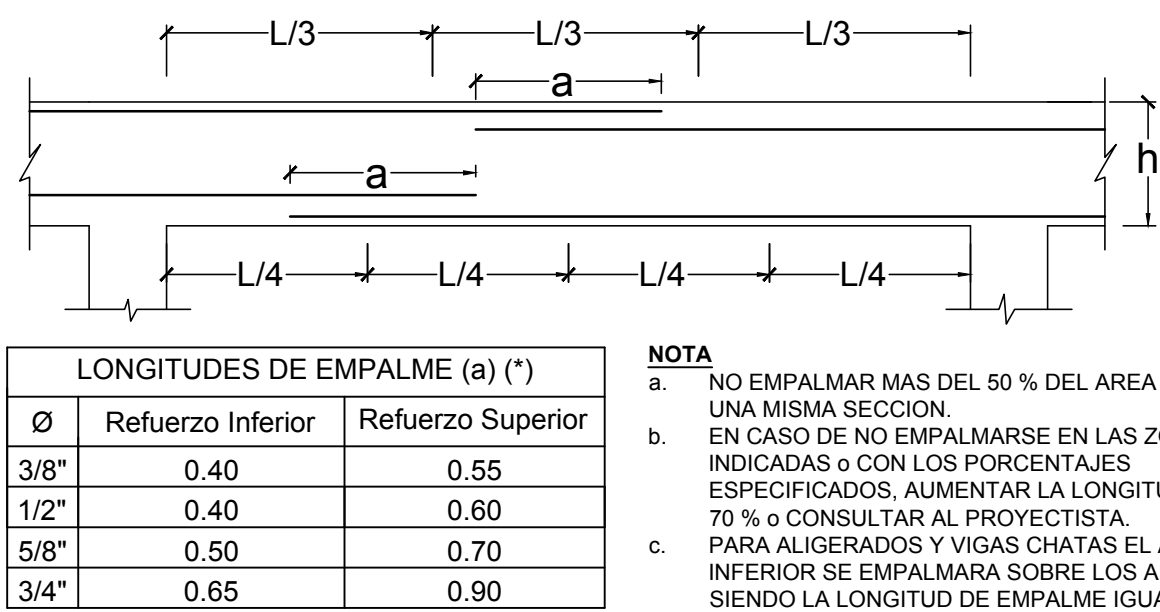 L/3 L/3 L/3
a
h
a
L/4 L/4 L/4 L/4
LONGITUDES DE EMPALME (a) (*)
Ø Refuerzo Inferior Refuerzo Superior
3/8" 0.40 0.55
1/2" 0.40 0.60
5/8" 0.50 0.70
3/4" 0.65 0.90
NOTA
a. NO EMPALMAR MAS DEL 50 % DEL AREA
UNA MISMA SECCION.
b. EN CASO DE NO EMPALMARSE EN LAS
INDICADAS o CON LOS PORCENTAJES
ESPECIFICADOS, AUMENTAR LA
70 % o CONSULTAR AL PROYECTISTA.
c. PARA ALIGERADOS Y VIGAS CHATAS EL
INFERIOR SE EMPALMARA SOBRE LOS
SIENDO LA LONGITUD DE EMPALME